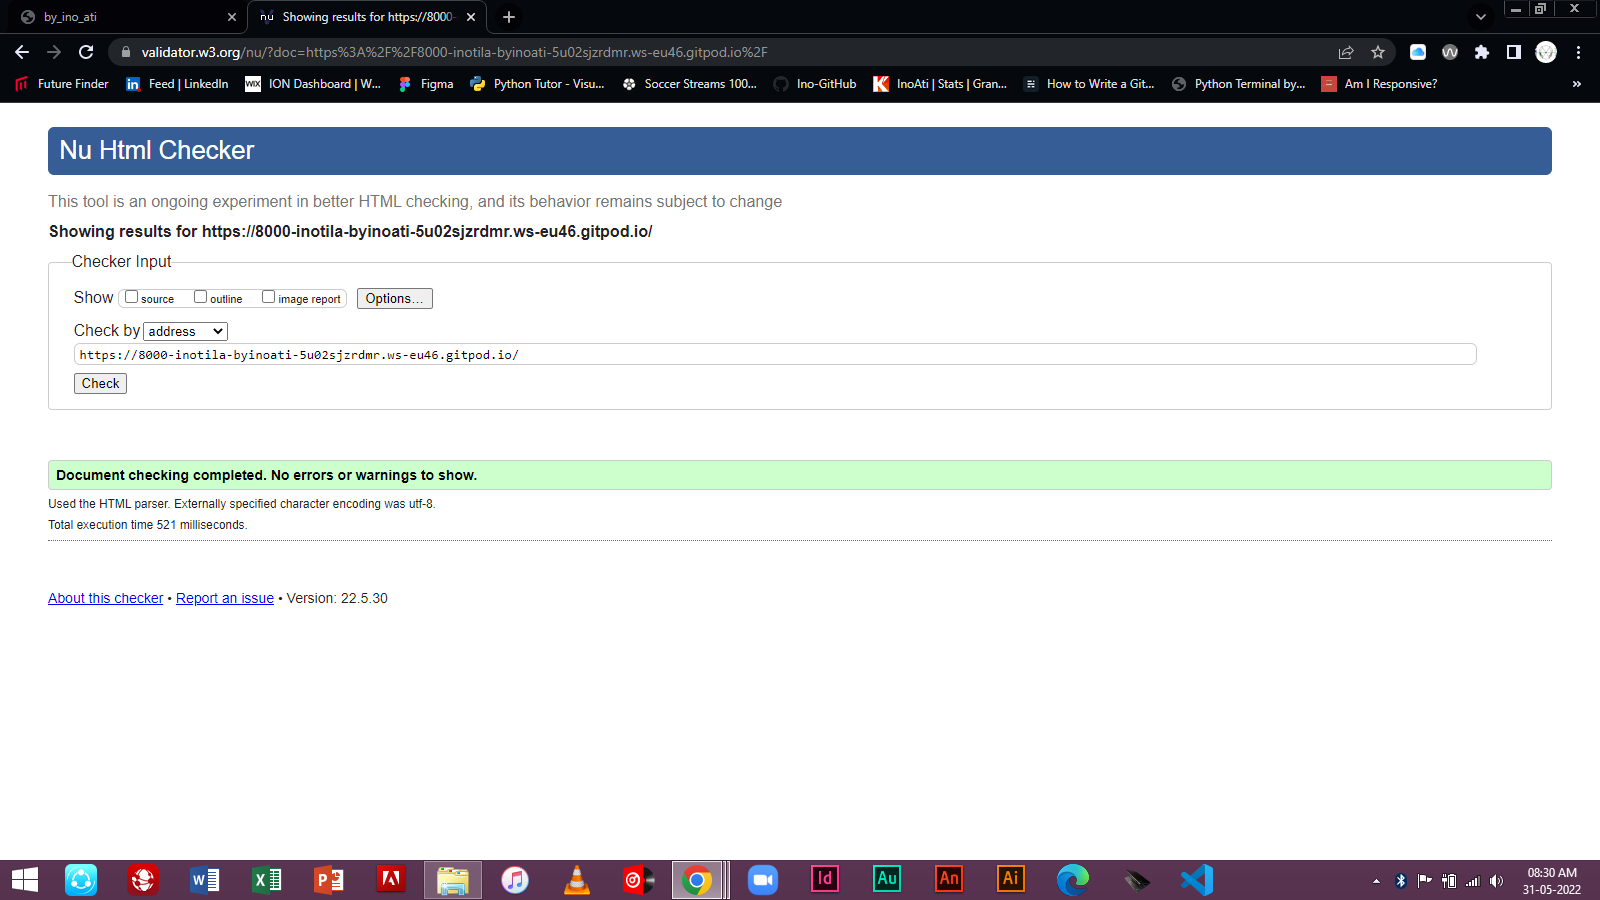 by_ino_ati
Showing results for https://8000-
validator.w3.org/nu/?doc=https%3A%2F%2F8000-inotila-byinoati-5u02sjzrdmr.ws-eu46.gitpod.io%2F
Future Finder
Feed | LinkedIn
WIX ION Dashboard | W...
Figma
Python Tutor - Visu...
Soccer Streams 100...
Ino-GitHub
InoAti | Stats | Gran...
How to Write a Git...
Python Terminal by...
Am I Responsive?
»
Nu Html Checker
This tool is an ongoing experiment in better HTML checking, and its behavior remains subject to change
Showing results for https://8000-inotila-byinoati-5u02sjzrdmr.ws-eu46.gitpod.io/
Checker Input
Show source outline image report Options...
Check by address
https://8000-inotila-byinoati-5u02sjzrdmr.ws-eu46.gitpod.io/
Check
Document checking completed. No errors or warnings to show.
Used the HTML parser. Externally specified character encoding was utf-8.
Total execution time 521 milliseconds.
About this checker • Report an issue • Version: 22.5.30
Id
Au
An
Ai
08:30 AM
31-05-2022